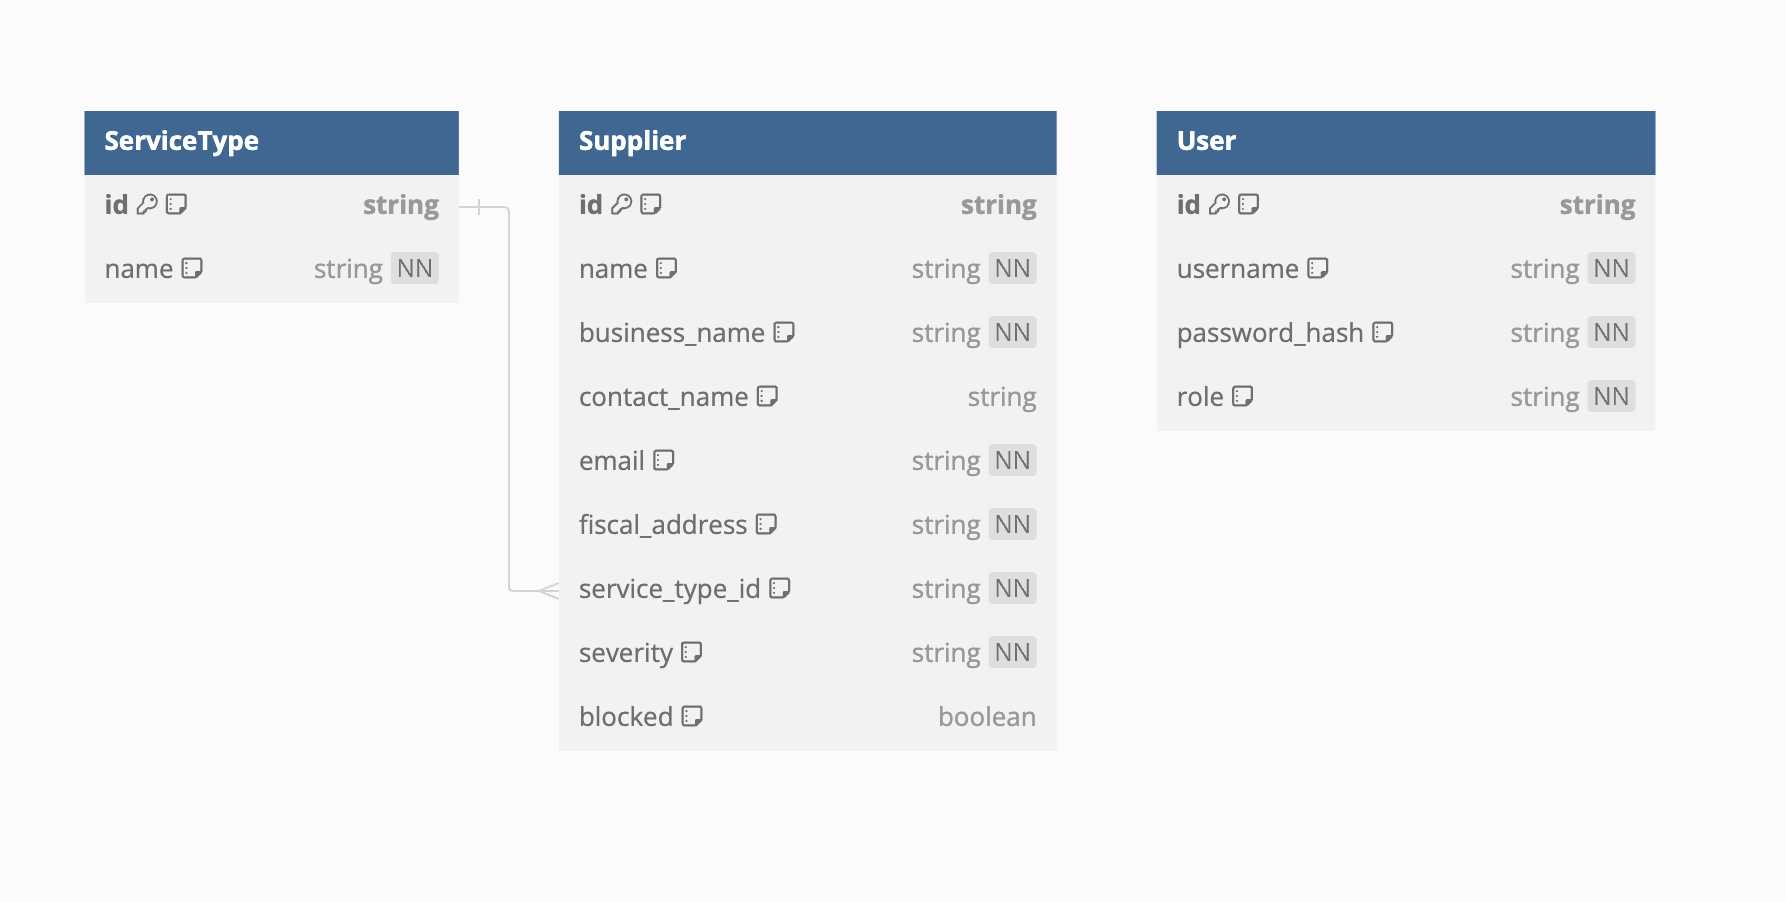 ServiceType
id string
name string NN
Supplier
id string
name string NN
business_name string NN
contact_name string
email string NN
fiscal_address string NN
service_type_id string NN
severity string NN
blocked boolean
User
id string
username string NN
password_hash string NN
role string NN